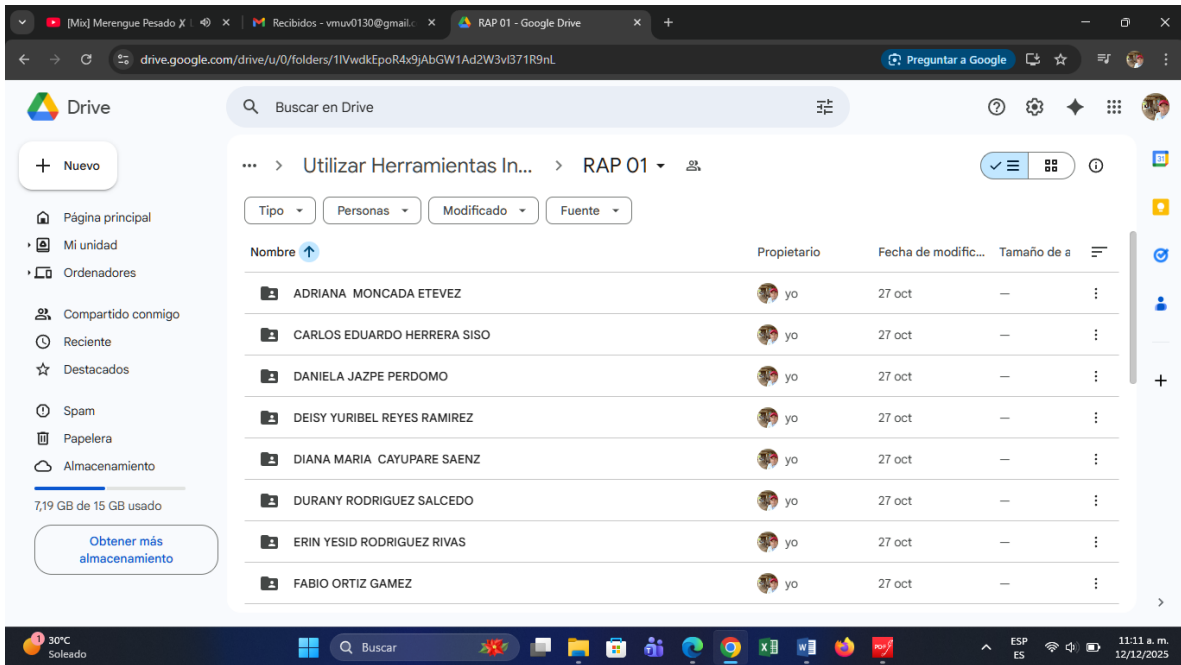 [Mix] Merengue Pesado
Recibidos - vmuv0130@gmail.c
RAP 01 - Google Drive
drive.google.com/drive/u/0/folders/1lVwdkEpoR4x9jAbGW1Ad2W3vl371R9nL
Preguntar a Google
Drive
Buscar en Drive
Nuevo
Utilizar Herramientas In... > RAP 01
Tipo Personas Modificado Fuente
Página principal
Mi unidad
Ordenadores
Compartido conmigo
Reciente
Destacados
Spam
Papelera
Almacenamiento
7,19 GB de 15 GB usado
Obtener más
almacenamiento
Nombre Propietario Fecha de modific... Tamaño de a
ADRIANA MONCADA ETEVEZ yo 27 oct —
CARLOS EDUARDO HERRERA SISO yo 27 oct —
DANIELA JAZPE PERDOMO yo 27 oct —
DEISY YURIBEL REYES RAMIREZ yo 27 oct —
DIANA MARIA CAYUPARE SAENZ yo 27 oct —
DURANY RODRIGUEZ SALCEDO yo 27 oct —
ERIN YESID RODRIGUEZ RIVAS yo 27 oct —
FABIO ORTIZ GAMEZ yo 27 oct —
1
30°C
Soleado
Buscar
ESP
ES
11:11 a. m.
12/12/2025